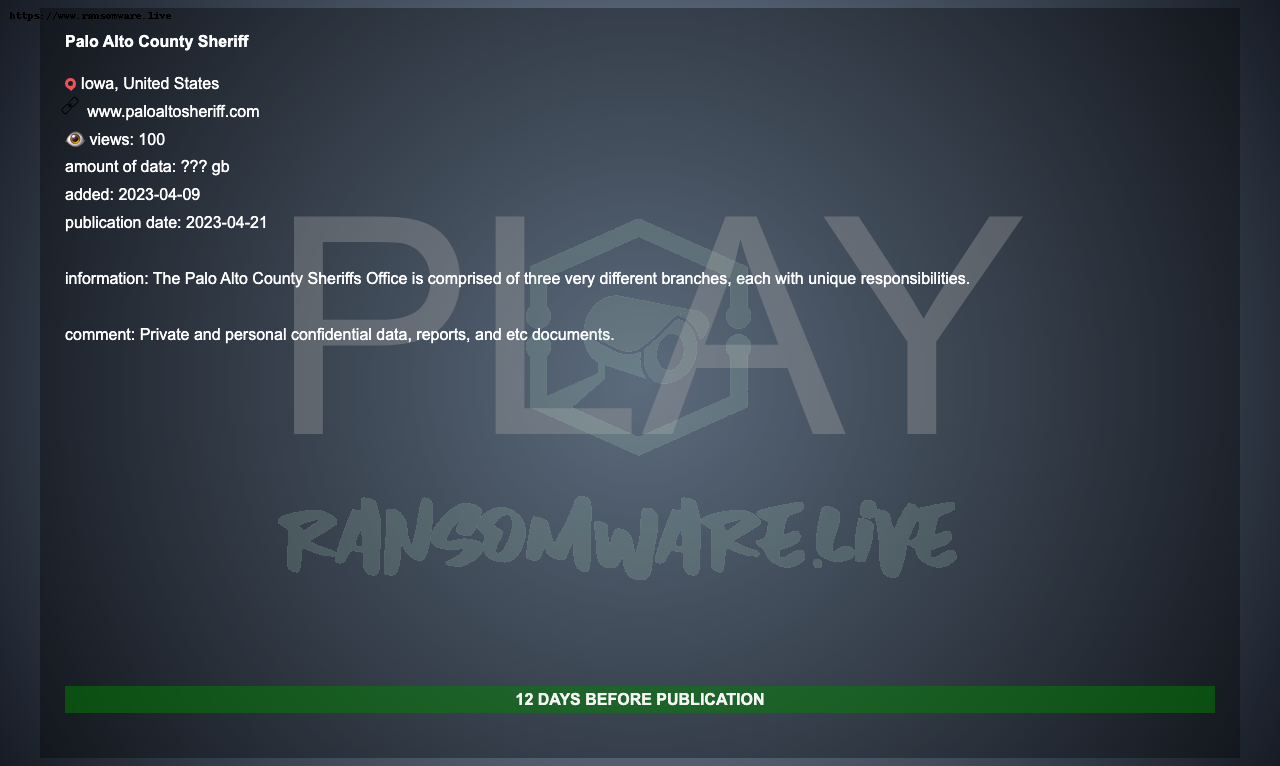 https://www.ransomware.live
Palo Alto County Sheriff
Iowa, United States
www.paloaltosheriff.com
views: 100
amount of data: ??? gb
added: 2023-04-09
publication date: 2023-04-21
PLAY
information: The Palo Alto County Sheriffs Office is comprised of three very different branches, each with unique responsibilities.
comment: Private and personal confidential data, reports, and etc documents.
RANSOMWARE.LIVE
12 DAYS BEFORE PUBLICATION